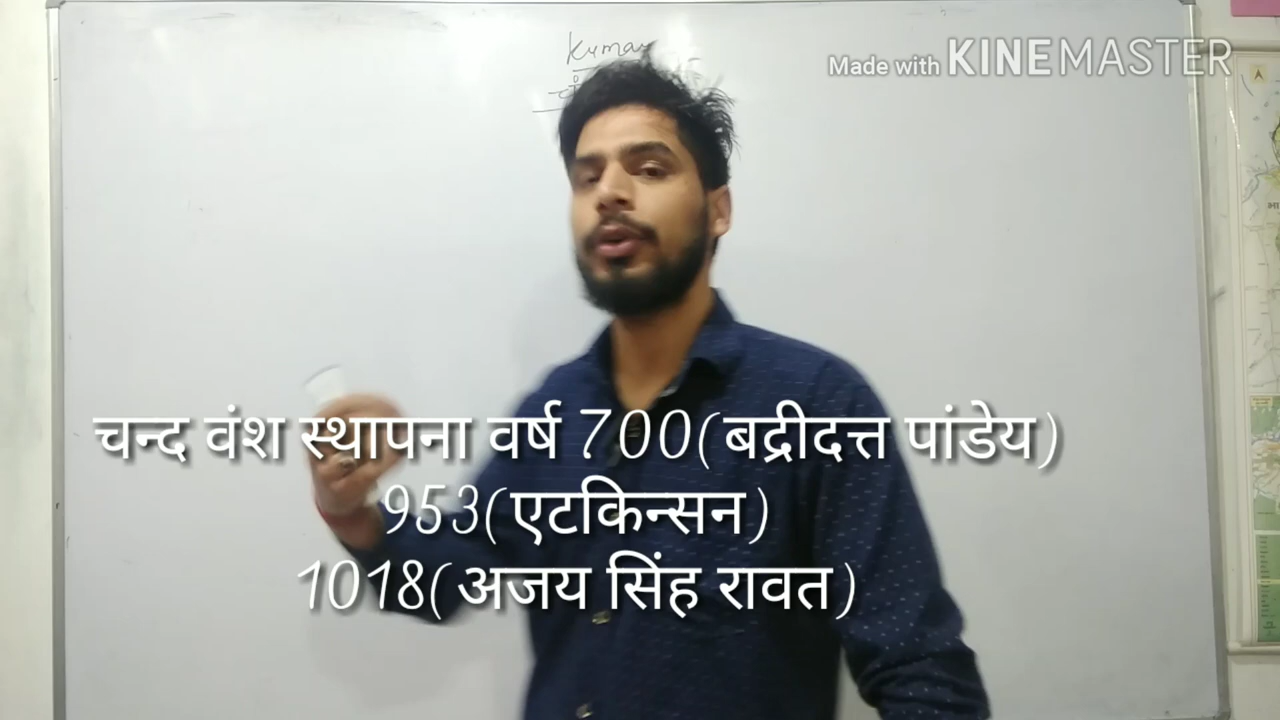 Made with KINEMASTER
चन्द वंश स्थापना वर्ष 700(बद्रीदत्त पांडेय)
953(एटकिन्सन)
1018(अजय सिंह रावत)